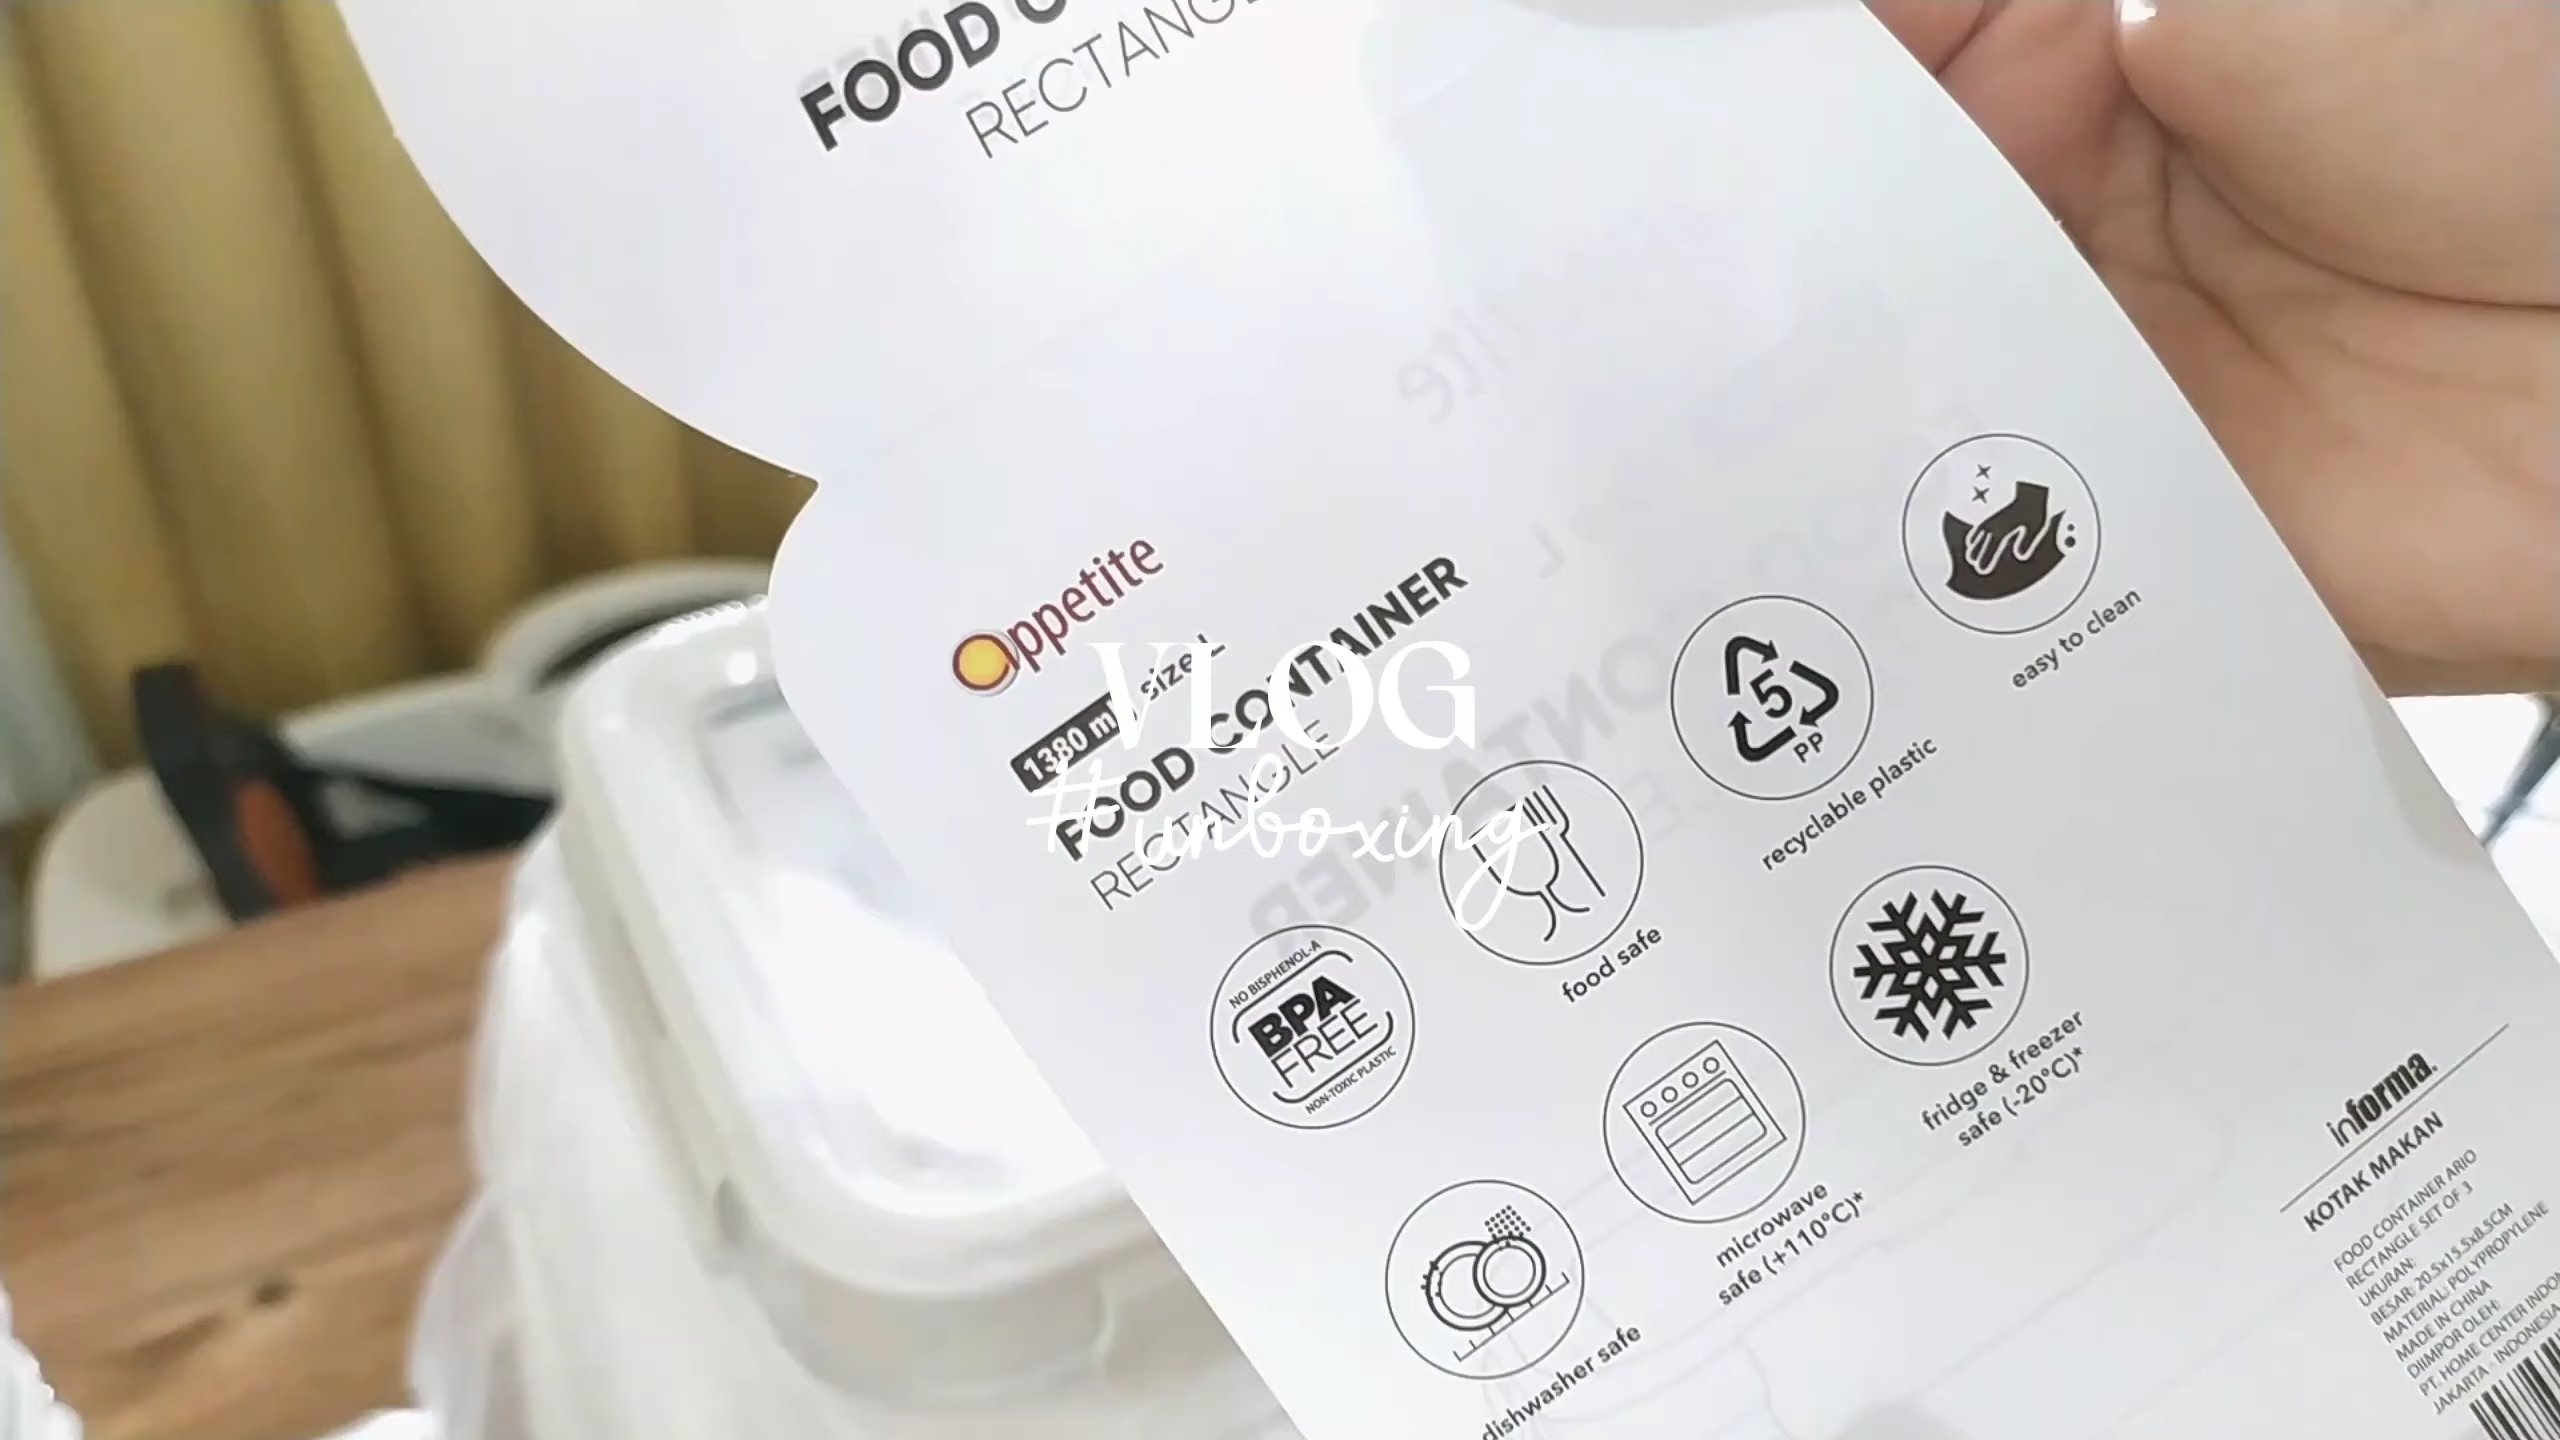 FOOD
RECTANGLE
appetite
1380 ml size L
FOOD CONTAINER
RECTANGLE
VLOG
#unboxing
NO BISPHENOL-A
BPA
FREE
NON-TOXIC PLASTIC
food safe
5
PP
recyclable plastic
easy to clean
dishwasher safe
microwave
safe (+110°C)*
fridge & freezer
safe (-20°C)*
informa.
KOTAK MAKAN
FOOD CONTAINER ARIO
RECTANGLE SET OF 3
UKURAN:
BESAR: 20.5x15.5x8.5CM
MATERIAL: POLYPROPYLENE
MADE IN CHINA
DIIMPOR OLEH:
PT. HOME CENTER INDO
JAKARTA - INDONESIA